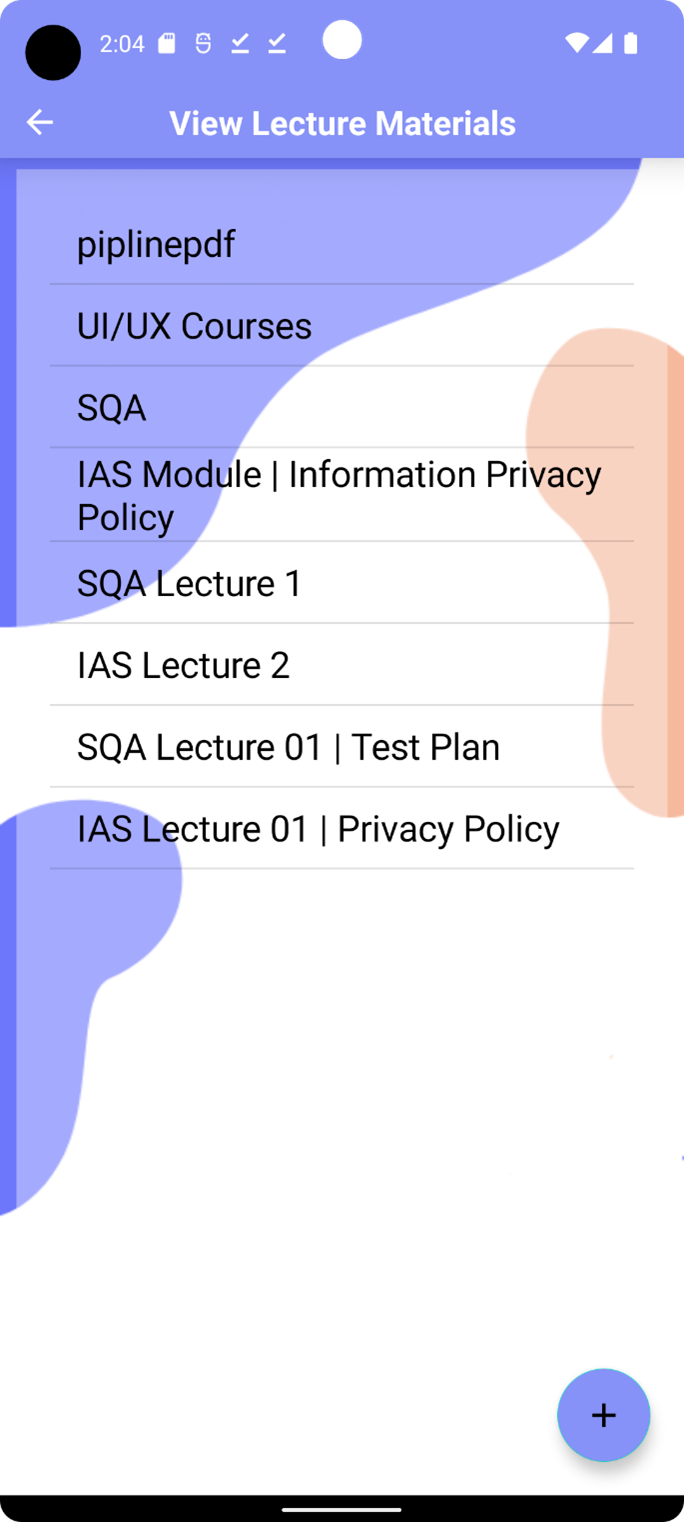 2:04
View Lecture Materials
piplinepdf
UI/UX Courses
SQA
IAS Module | Information Privacy
Policy
SQA Lecture 1
IAS Lecture 2
SQA Lecture 01 | Test Plan
IAS Lecture 01 | Privacy Policy
+